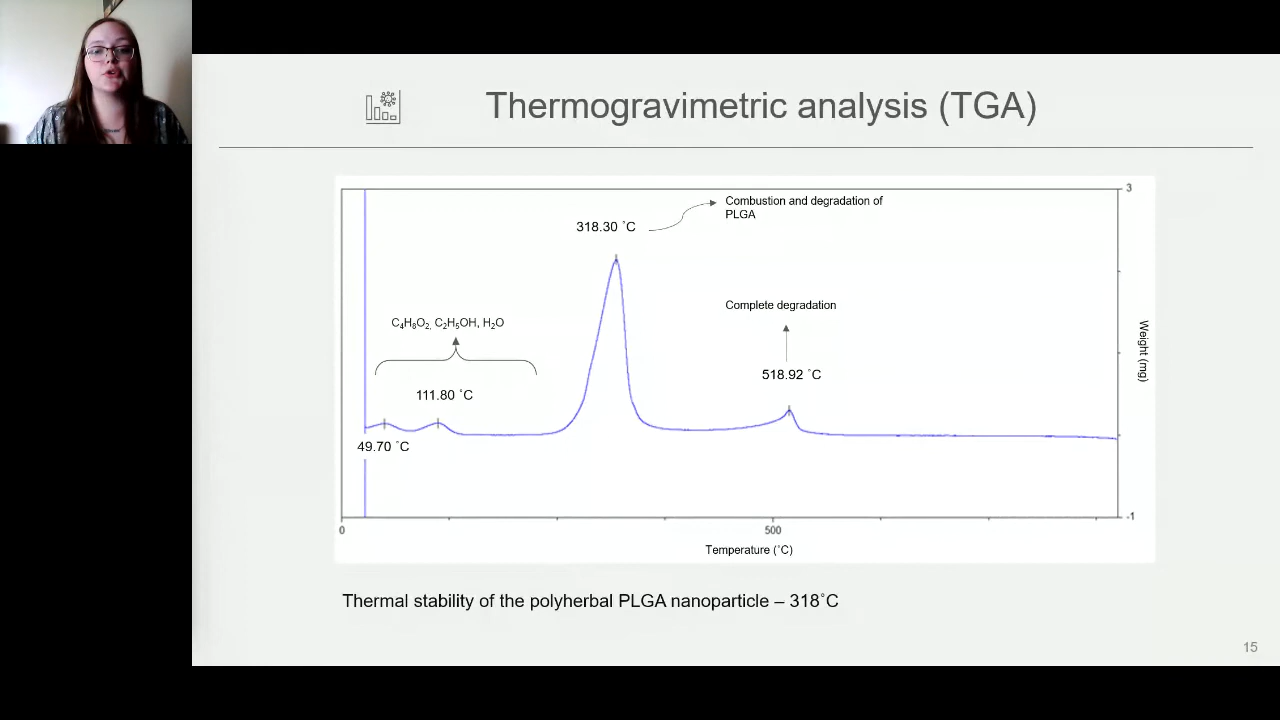 Thermogravimetric analysis (TGA)
3
Combustion and degradation of
PLGA
318.30 ˚C
Complete degradation
C₄H₈O₂, C₂H₅OH, H₂O
518.92 ˚C
111.80 ˚C
49.70 ˚C
Weight (mg)
-1
0
500
Temperature (˚C)
Thermal stability of the polyherbal PLGA nanoparticle – 318˚C
15